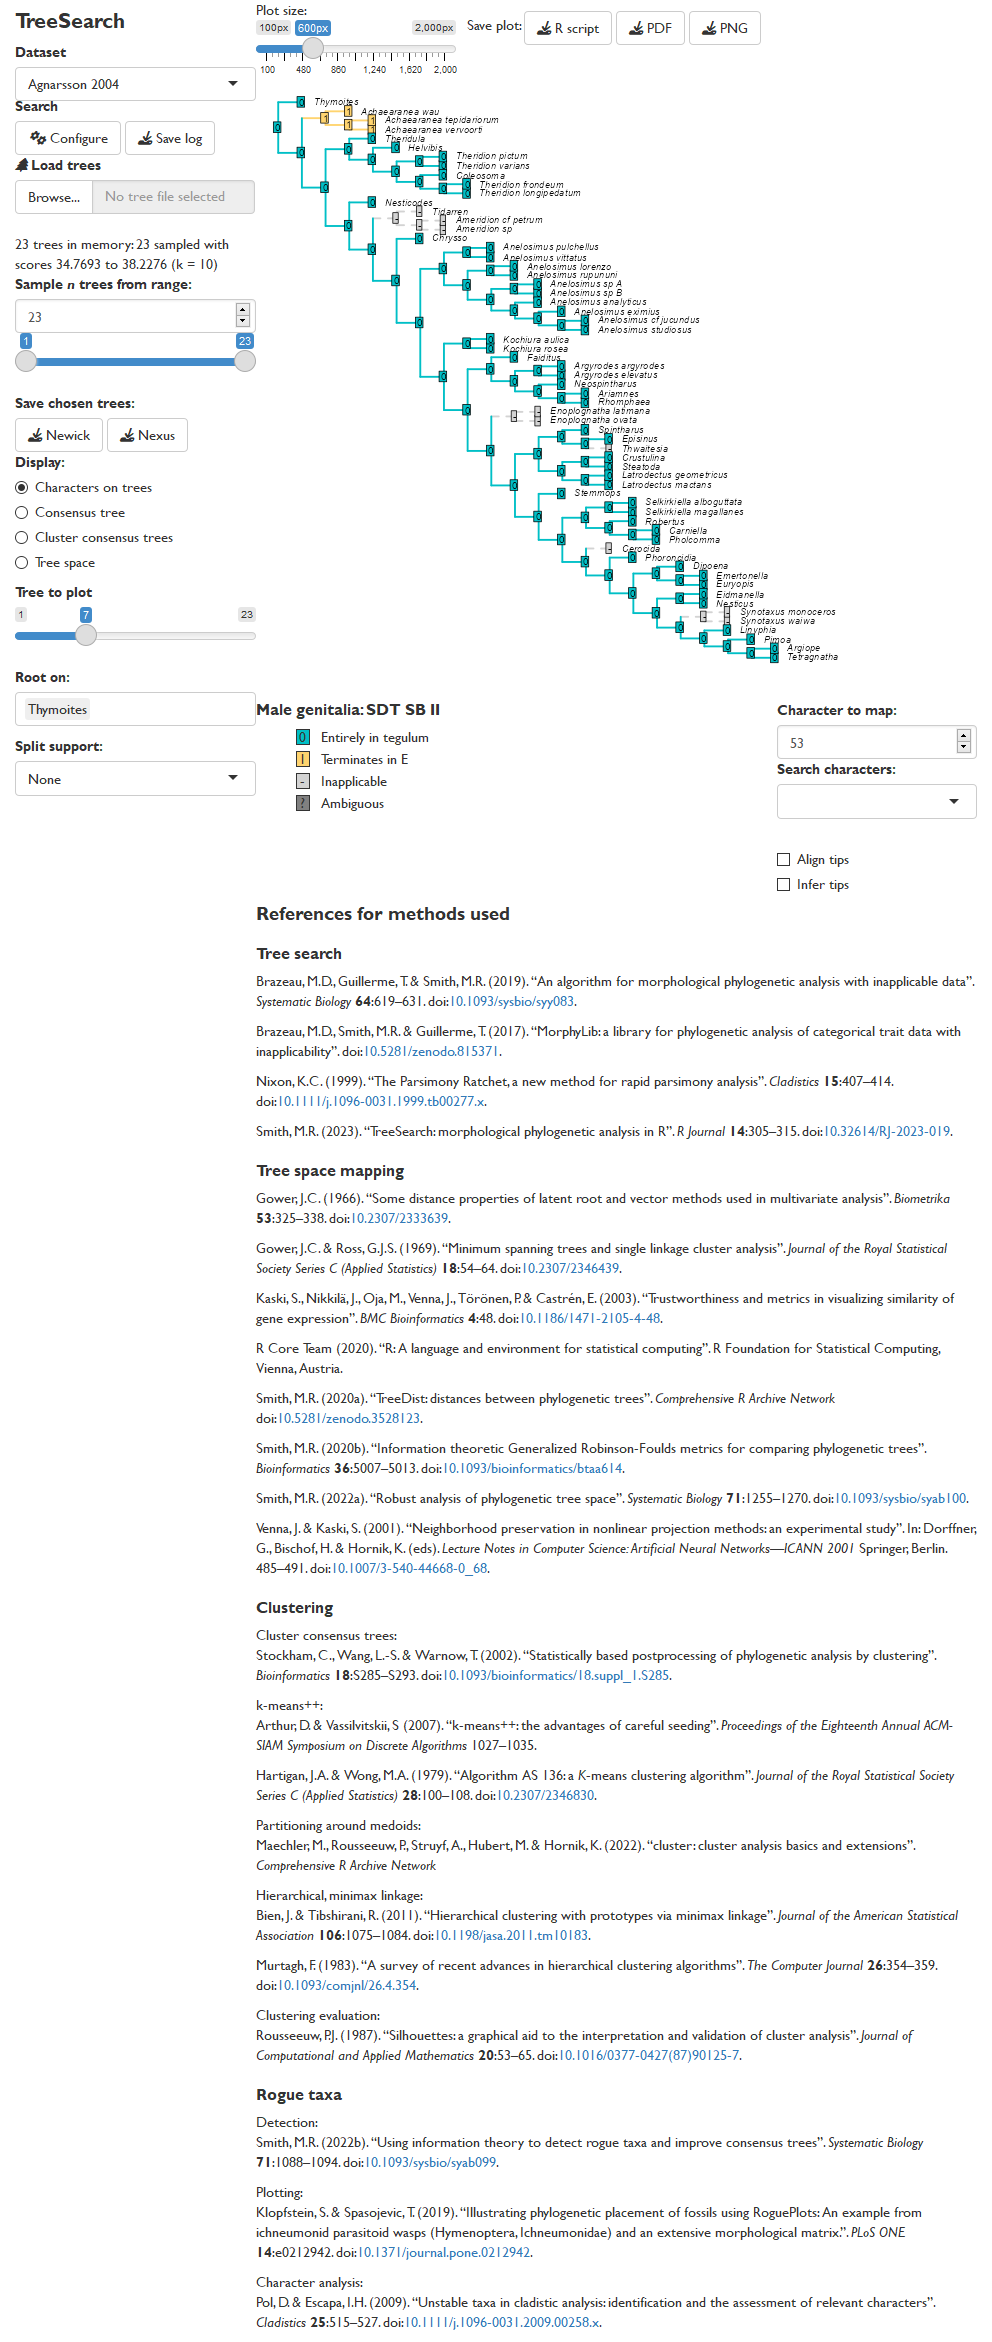 TreeSearch
Dataset
Agnarsson 2004
Search
Configure
Save log
Load trees
Browse...
No tree file selected
23 trees in memory: 23 sampled with
scores 34.7693 to 38.2276 (k = 10)
Sample n trees from range:
23
1
23
Save chosen trees:
Newick
Nexus
Display:
Characters on trees
Consensus tree
Cluster consensus trees
Tree space
Tree to plot
1
7
23
Root on:
Thymoites
Split support:
None
Plot size:
100px
600px
2,000px
100 480 860 1,240 1,620 2,000
Save plot:
R script
PDF
PNG
Thymoites
Achaearanea wau
Achaearanea tepidariorum
Achaearanea vervoorti
Theridula
Helvibis
Theridion pictum
Theridion varians
Coleosoma
Theridion frondeum
Theridion longipedatum
Nesticodes
Tidarren
Ameridion cf petrum
Ameridion sp
Chrysso
Anelosimus pulchellus
Anelosimus vittatus
Anelosimus lorenzo
Anelosimus rupununi
Anelosimus sp A
Anelosimus sp B
Anelosimus analyticus
Anelosimus eximius
Anelosimus cf jucundus
Anelosimus studiosus
Kochiura aulica
Kochiura rosea
Faiditus
Argyrodes argyrodes
Argyrodes elevatus
Neospintharus
Ariamnes
Rhomphaea
Enoplognatha latimana
Enoplognatha ovata
Spintharus
Episinus
Thwaitesia
Crustulina
Steatoda
Latrodectus geometricus
Latrodectus mactans
Stemmops
Selkirkiella alboguttata
Selkirkiella magallanes
Robertus
Carniella
Pholcomma
Cerocida
Phoroncidia
Dipoena
Emertonella
Euryopis
Eidmanella
Nesticus
Synotaxus monoceros
Synotaxus waiwa
Linyphia
Pimoa
Argiope
Tetragnatha
Male genitalia: SDT SB II
0 Entirely in tegulum
1 Terminates in E
- Inapplicable
? Ambiguous
Character to map:
53
Search characters:
Align tips
Infer tips
References for methods used
Tree search
Brazeau, M.D., Guillerme, T. & Smith, M.R. (2019). “An algorithm for morphological phylogenetic analysis with inapplicable data”.
Systematic Biology 64:619–631. doi:10.1093/sysbio/syy083.
Brazeau, M.D., Smith, M.R. & Guillerme, T. (2017). “MorphyLib: a library for phylogenetic analysis of categorical trait data with
inapplicability”. doi:10.5281/zenodo.815371.
Nixon, K.C. (1999). “The Parsimony Ratchet, a new method for rapid parsimony analysis”. Cladistics 15:407–414.
doi:10.1111/j.1096-0031.1999.tb00277.x.
Smith, M.R. (2023). “TreeSearch: morphological phylogenetic analysis in R”. R Journal 14:305–315. doi:10.32614/RJ-2023-019.
Tree space mapping
Gower, J.C. (1966). “Some distance properties of latent root and vector methods used in multivariate analysis”. Biometrika
53:325–338. doi:10.2307/2333639.
Gower, J.C. & Ross, G.J.S. (1969). “Minimum spanning trees and single linkage cluster analysis”. Journal of the Royal Statistical
Society Series C (Applied Statistics) 18:54–64. doi:10.2307/2346439.
Kaski, S., Nikkilä, J., Oja, M., Venna, J., Törönen, P. & Castrén, E. (2003). “Trustworthiness and metrics in visualizing similarity of
gene expression”. BMC Bioinformatics 4:48. doi:10.1186/1471-2105-4-48.
R Core Team (2020). “R: A language and environment for statistical computing”. R Foundation for Statistical Computing,
Vienna, Austria.
Smith, M.R. (2020a). “TreeDist: distances between phylogenetic trees”. Comprehensive R Archive Network
doi:10.5281/zenodo.3528123.
Smith, M.R. (2020b). “Information theoretic Generalized Robinson-Foulds metrics for comparing phylogenetic trees”.
Bioinformatics 36:5007–5013. doi:10.1093/bioinformatics/btaa614.
Smith, M.R. (2022a). “Robust analysis of phylogenetic tree space”. Systematic Biology 71:1255–1270. doi:10.1093/sysbio/syab100.
Venna, J. & Kaski, S. (2001). “Neighborhood preservation in nonlinear projection methods: an experimental study”. In: Dorffner,
G., Bischof, H. & Hornik, K. (eds). Lecture Notes in Computer Science: Artificial Neural Networks—ICANN 2001 Springer, Berlin.
485–491. doi:10.1007/3-540-44668-0_68.
Clustering
Cluster consensus trees:
Stockham, C., Wang, L.-S. & Warnow, T. (2002). “Statistically based postprocessing of phylogenetic analysis by clustering”.
Bioinformatics 18:S285–S293. doi:10.1093/bioinformatics/18.suppl_1.S285.
k-means++:
Arthur, D. & Vassilvitskii, S (2007). “k-means++: the advantages of careful seeding”. Proceedings of the Eighteenth Annual ACM-
SIAM Symposium on Discrete Algorithms 1027–1035.
Hartigan, J.A. & Wong, M.A. (1979). “Algorithm AS 136: a K-means clustering algorithm”. Journal of the Royal Statistical Society
Series C (Applied Statistics) 28:100–108. doi:10.2307/2346830.
Partitioning around medoids:
Maechler, M., Rousseeuw, P., Struyf, A., Hubert, M. & Hornik, K. (2022). “cluster: cluster analysis basics and extensions”.
Comprehensive R Archive Network
Hierarchical, minimax linkage:
Bien, J. & Tibshirani, R. (2011). “Hierarchical clustering with prototypes via minimax linkage”. Journal of the American Statistical
Association 106:1075–1084. doi:10.1198/jasa.2011.tm10183.
Murtagh, F. (1983). “A survey of recent advances in hierarchical clustering algorithms”. The Computer Journal 26:354–359.
doi:10.1093/comjnl/26.4.354.
Clustering evaluation:
Rousseeuw, P.J. (1987). “Silhouettes: a graphical aid to the interpretation and validation of cluster analysis”. Journal of
Computational and Applied Mathematics 20:53–65. doi:10.1016/0377-0427(87)90125-7.
Rogue taxa
Detection:
Smith, M.R. (2022b). “Using information theory to detect rogue taxa and improve consensus trees”. Systematic Biology
71:1088–1094. doi:10.1093/sysbio/syab099.
Plotting:
Klopfstein, S. & Spasojevic, T. (2019). “Illustrating phylogenetic placement of fossils using RoguePlots: An example from
ichneumonid parasitoid wasps (Hymenoptera, Ichneumonidae) and an extensive morphological matrix.”. PLoS ONE
14:e0212942. doi:10.1371/journal.pone.0212942.
Character analysis:
Pol, D. & Escapa, I.H. (2009). “Unstable taxa in cladistic analysis: identification and the assessment of relevant characters”.
Cladistics 25:515–527. doi:10.1111/j.1096-0031.2009.00258.x.